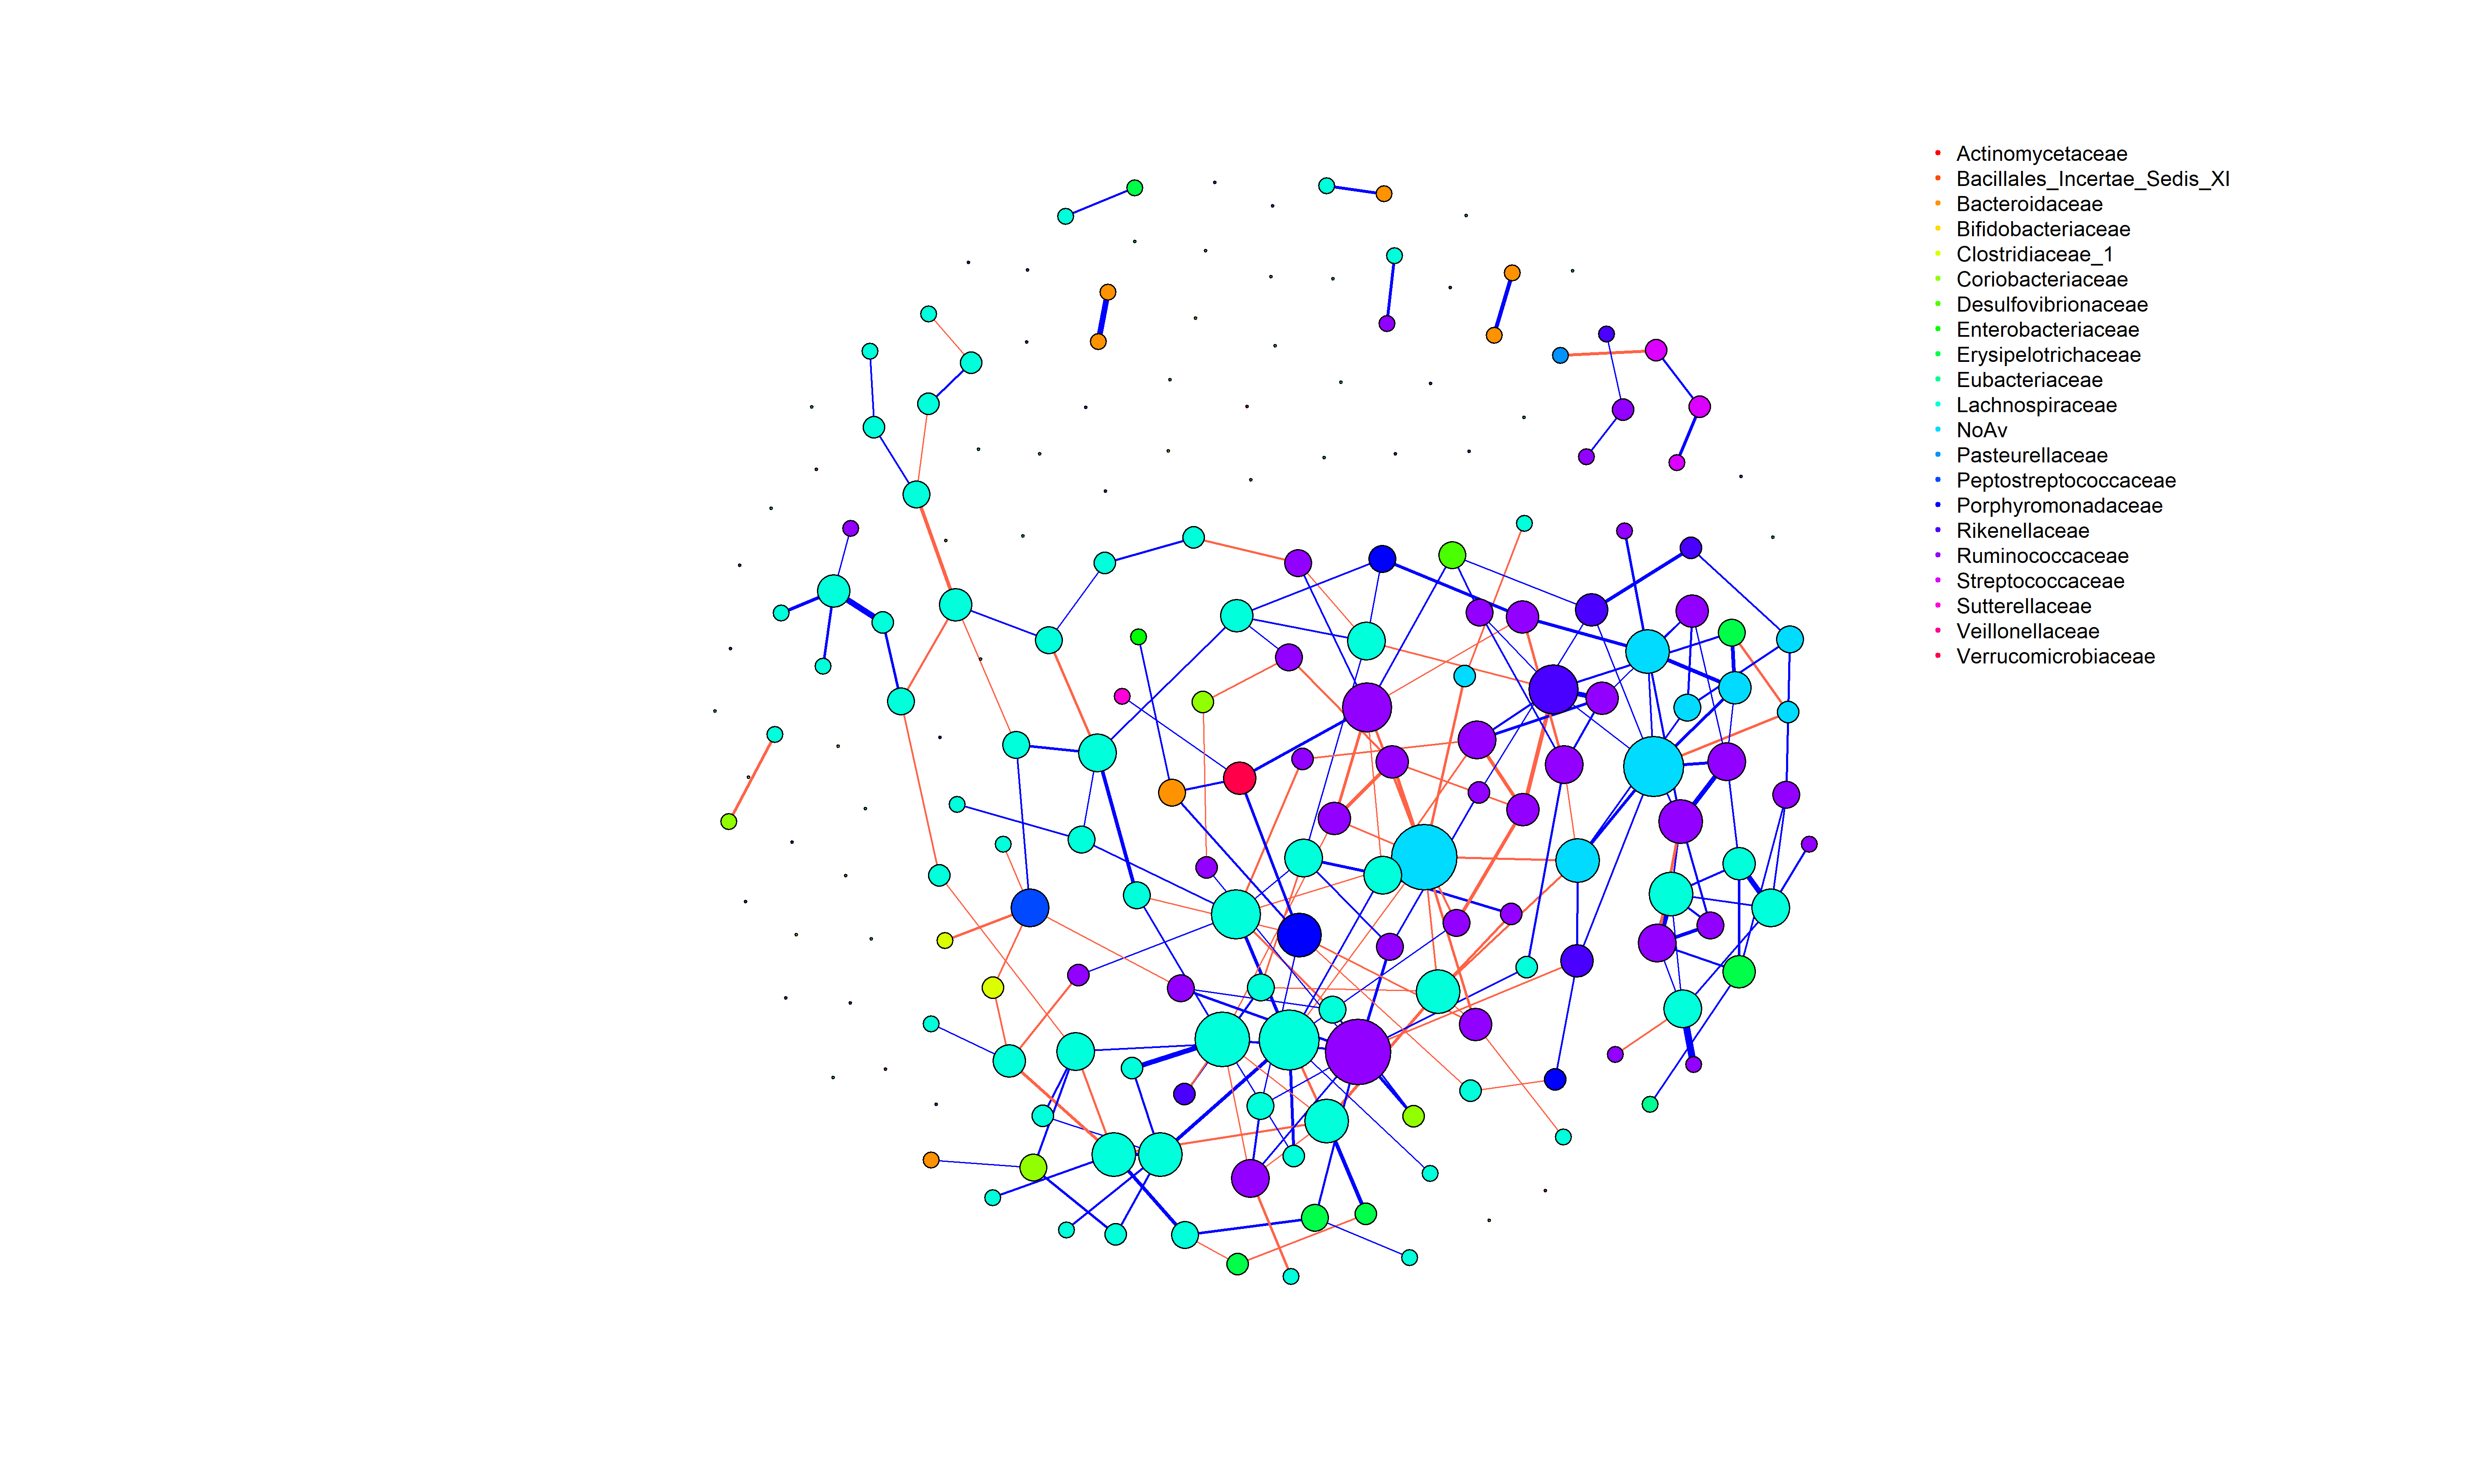 Actinomycetaceae
Bacillales_Incertae_Sedis_XI
Bacteroidaceae
Bifidobacteriaceae
Clostridiaceae_1
Coriobacteriaceae
Desulfovibrionaceae
Enterobacteriaceae
Erysipelotrichaceae
Eubacteriaceae
Lachnospiraceae
NoAv
Pasteurellaceae
Peptostreptococcaceae
Porphyromonadaceae
Rikenellaceae
Ruminococcaceae
Streptococcaceae
Sutterellaceae
Veillonellaceae
Verrucomicrobiaceae